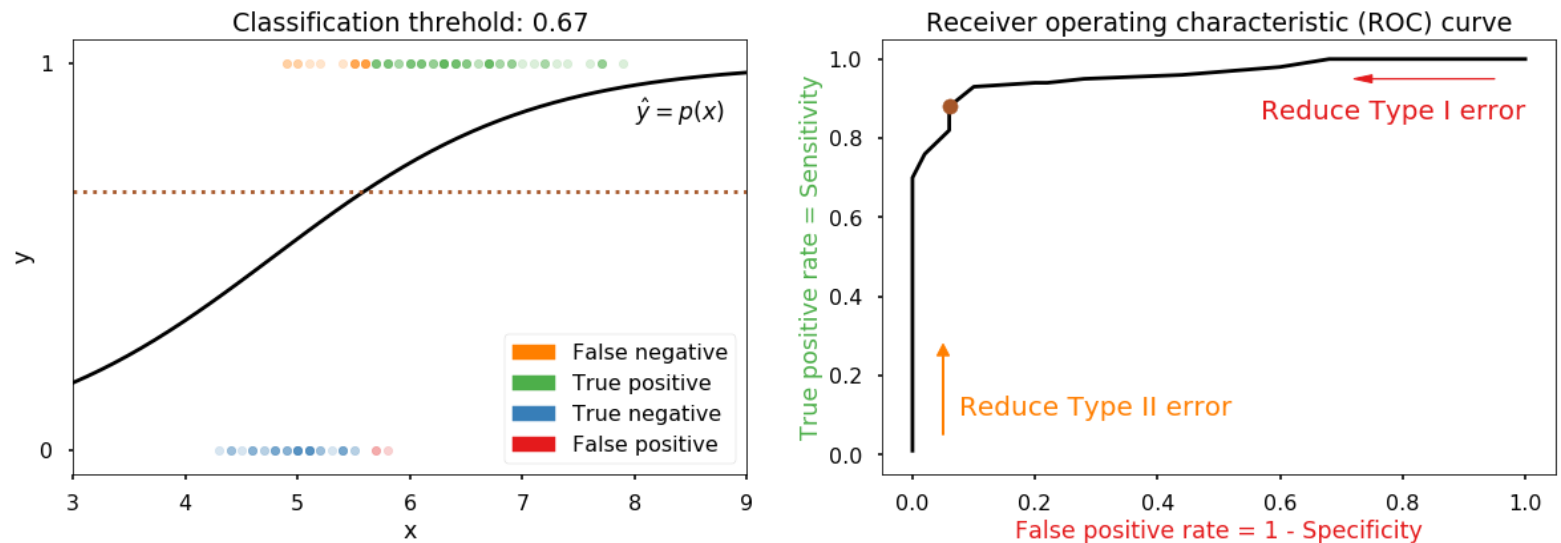 Classification threhold: 0.67
1
ŷ = p(x)
y
False negative
True positive
True negative
False positive
0
3 4 5 6 7 8 9
x
Receiver operating characteristic (ROC) curve
1.0
Reduce Type I error
0.8
True positive rate = Sensitivity
0.6
0.4
0.2
Reduce Type II error
0.0
0.0 0.2 0.4 0.6 0.8 1.0
False positive rate = 1 - Specificity